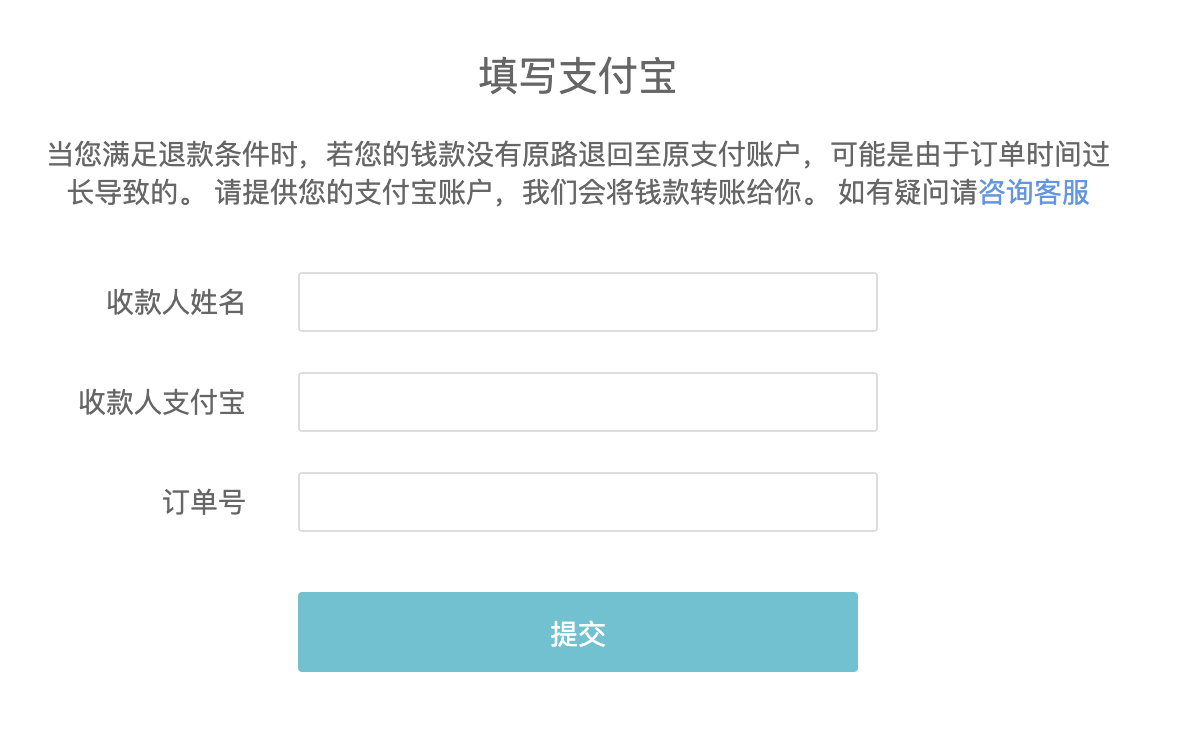 填写支付宝
当您满足退款条件时，若您的钱款没有原路退回至原支付账户，可能是由于订单时间过
长导致的。 请提供您的支付宝账户，我们会将钱款转账给你。 如有疑问请咨询客服
收款人姓名
收款人支付宝
订单号
提交